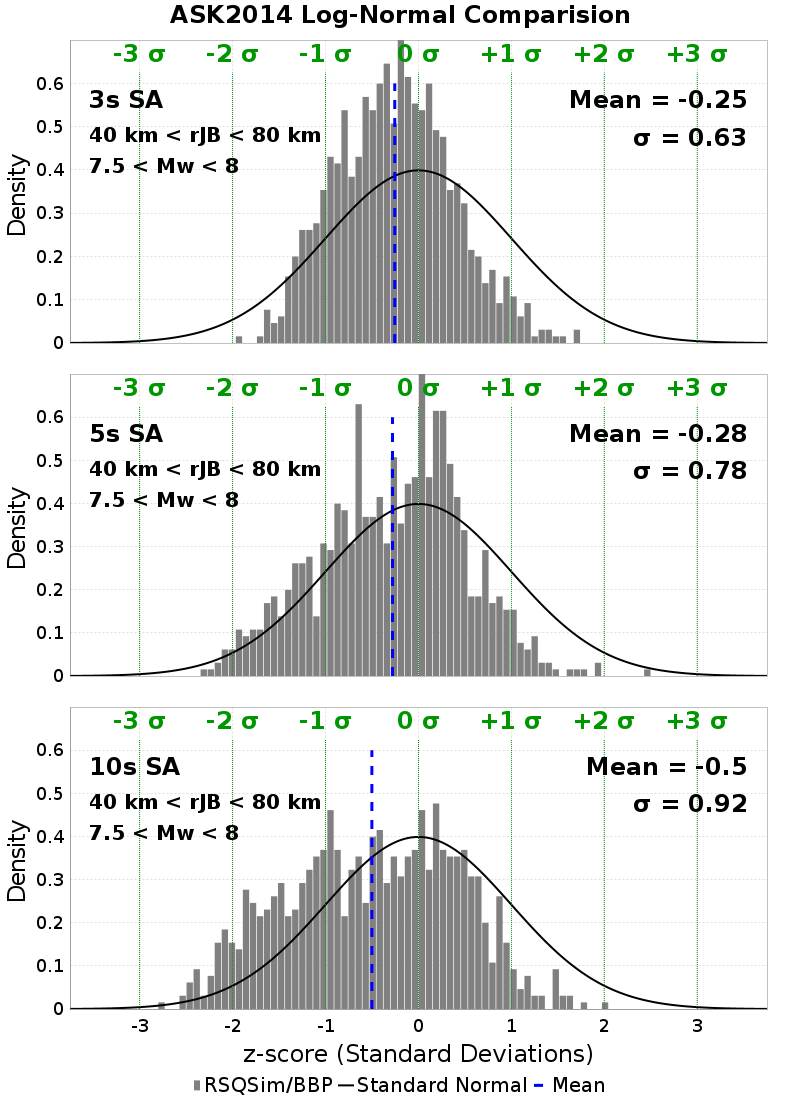 ASK2014 Log-Normal Comparision
-3 σ -2 σ -1 σ 0 σ +1 σ +2 σ +3 σ
3s SA
Mean = -0.25
40 km < rJB < 80 km
σ = 0.63
7.5 < Mw < 8
Density
0.6
0.5
0.4
0.3
0.2
0.1
0
-3 σ -2 σ -1 σ 0 σ +1 σ +2 σ +3 σ
5s SA
Mean = -0.28
40 km < rJB < 80 km
σ = 0.78
7.5 < Mw < 8
Density
0.6
0.5
0.4
0.3
0.2
0.1
0
-3 σ -2 σ -1 σ 0 σ +1 σ +2 σ +3 σ
10s SA
Mean = -0.5
40 km < rJB < 80 km
σ = 0.92
7.5 < Mw < 8
Density
0.6
0.5
0.4
0.3
0.2
0.1
0
-3 -2 -1 0 1 2 3
z-score (Standard Deviations)
RSQSim/BBP Standard Normal Mean